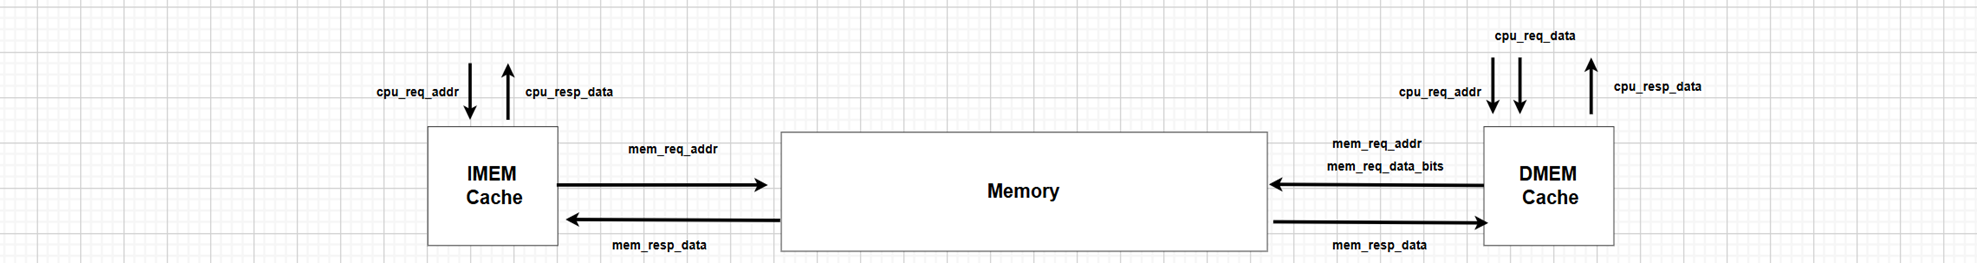 cpu_req_data
cpu_req_addr
cpu_resp_data
cpu_req_addr
cpu_resp_data
mem_req_addr
mem_req_addr
mem_req_data_bits
IMEM
Cache
Memory
DMEM
Cache
mem_resp_data
mem_resp_data